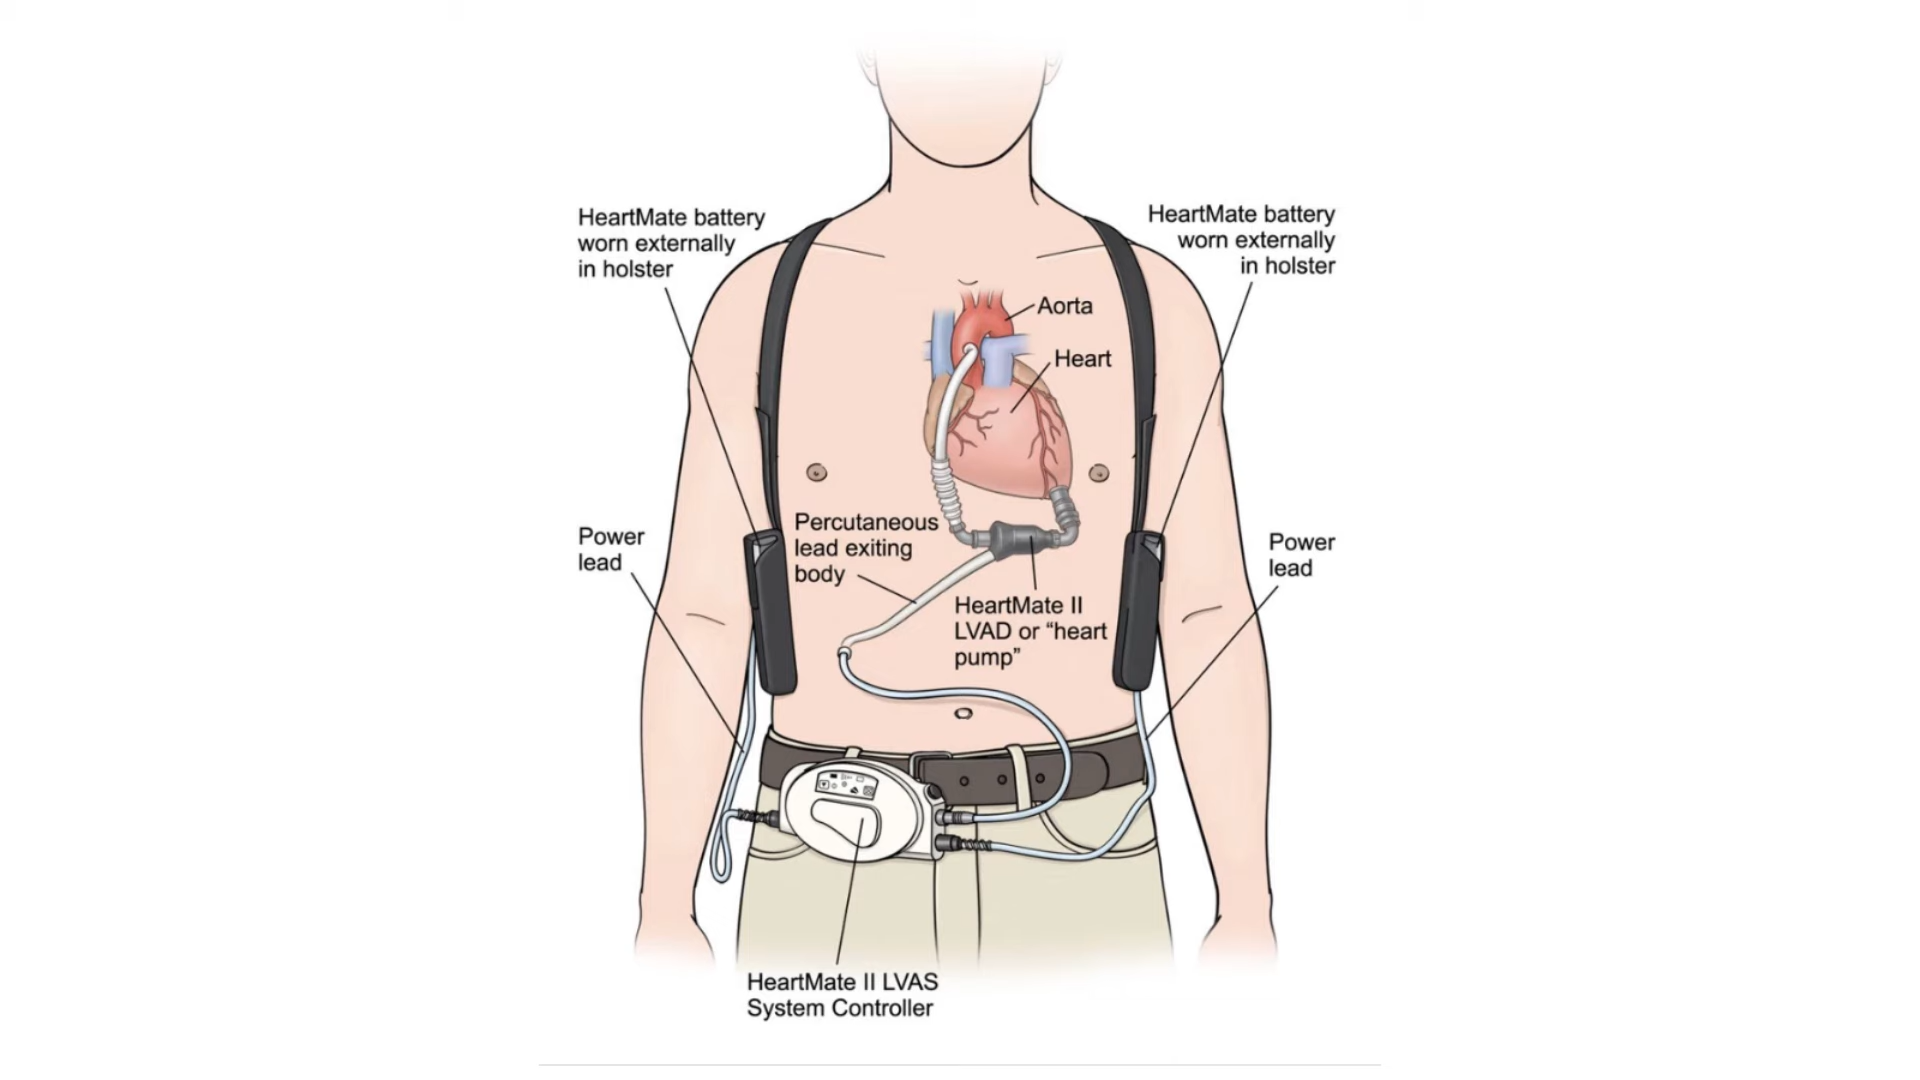 HeartMate battery
worn externally
in holster
HeartMate battery
worn externally
in holster
Aorta
Heart
Percutaneous
lead exiting
body
Power
lead
Power
lead
HeartMate II
LVAD or “heart
pump”
HeartMate II LVAS
System Controller